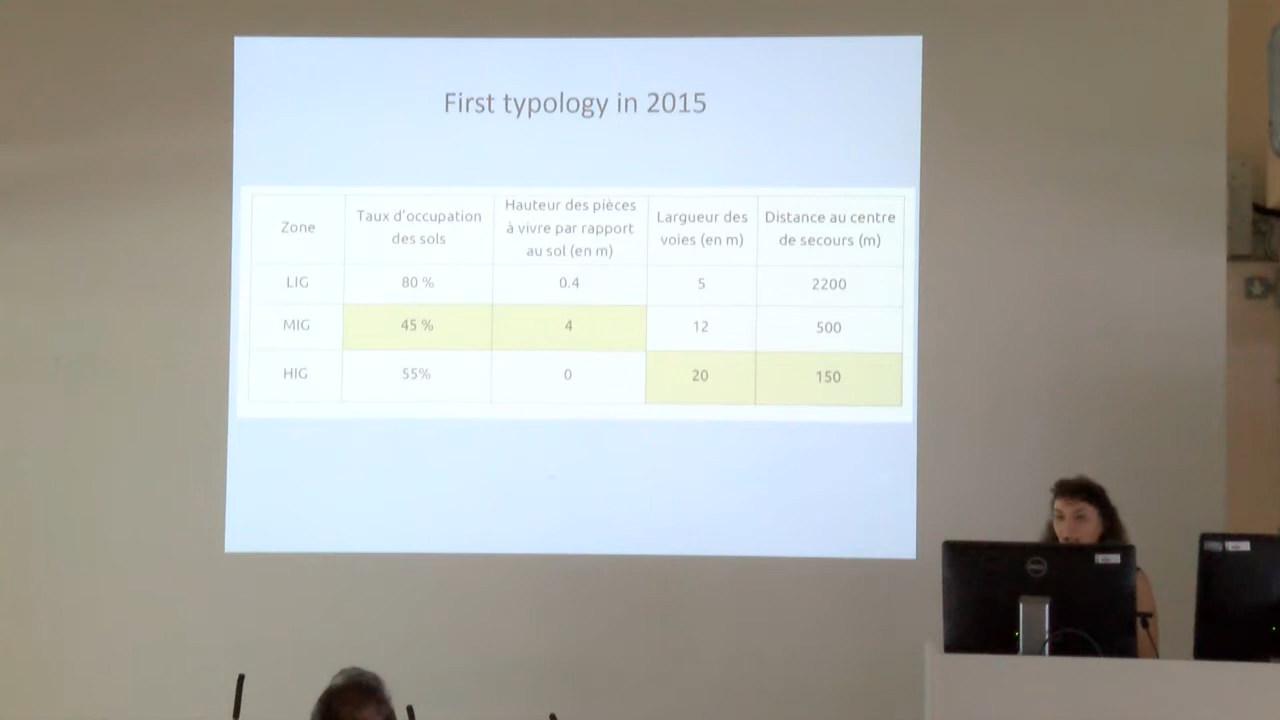 First typology in 2015
Zone
Taux d'occupation
des sols
Hauteur des pièces
à vivre par rapport
au sol (en m)
Largueur des
voies (en m)
Distance au centre
de secours (m)
LIG 80 % 0.4 5 2200
MIG 45 % 4 12 500
HIG 55% 0 20 150
DELL